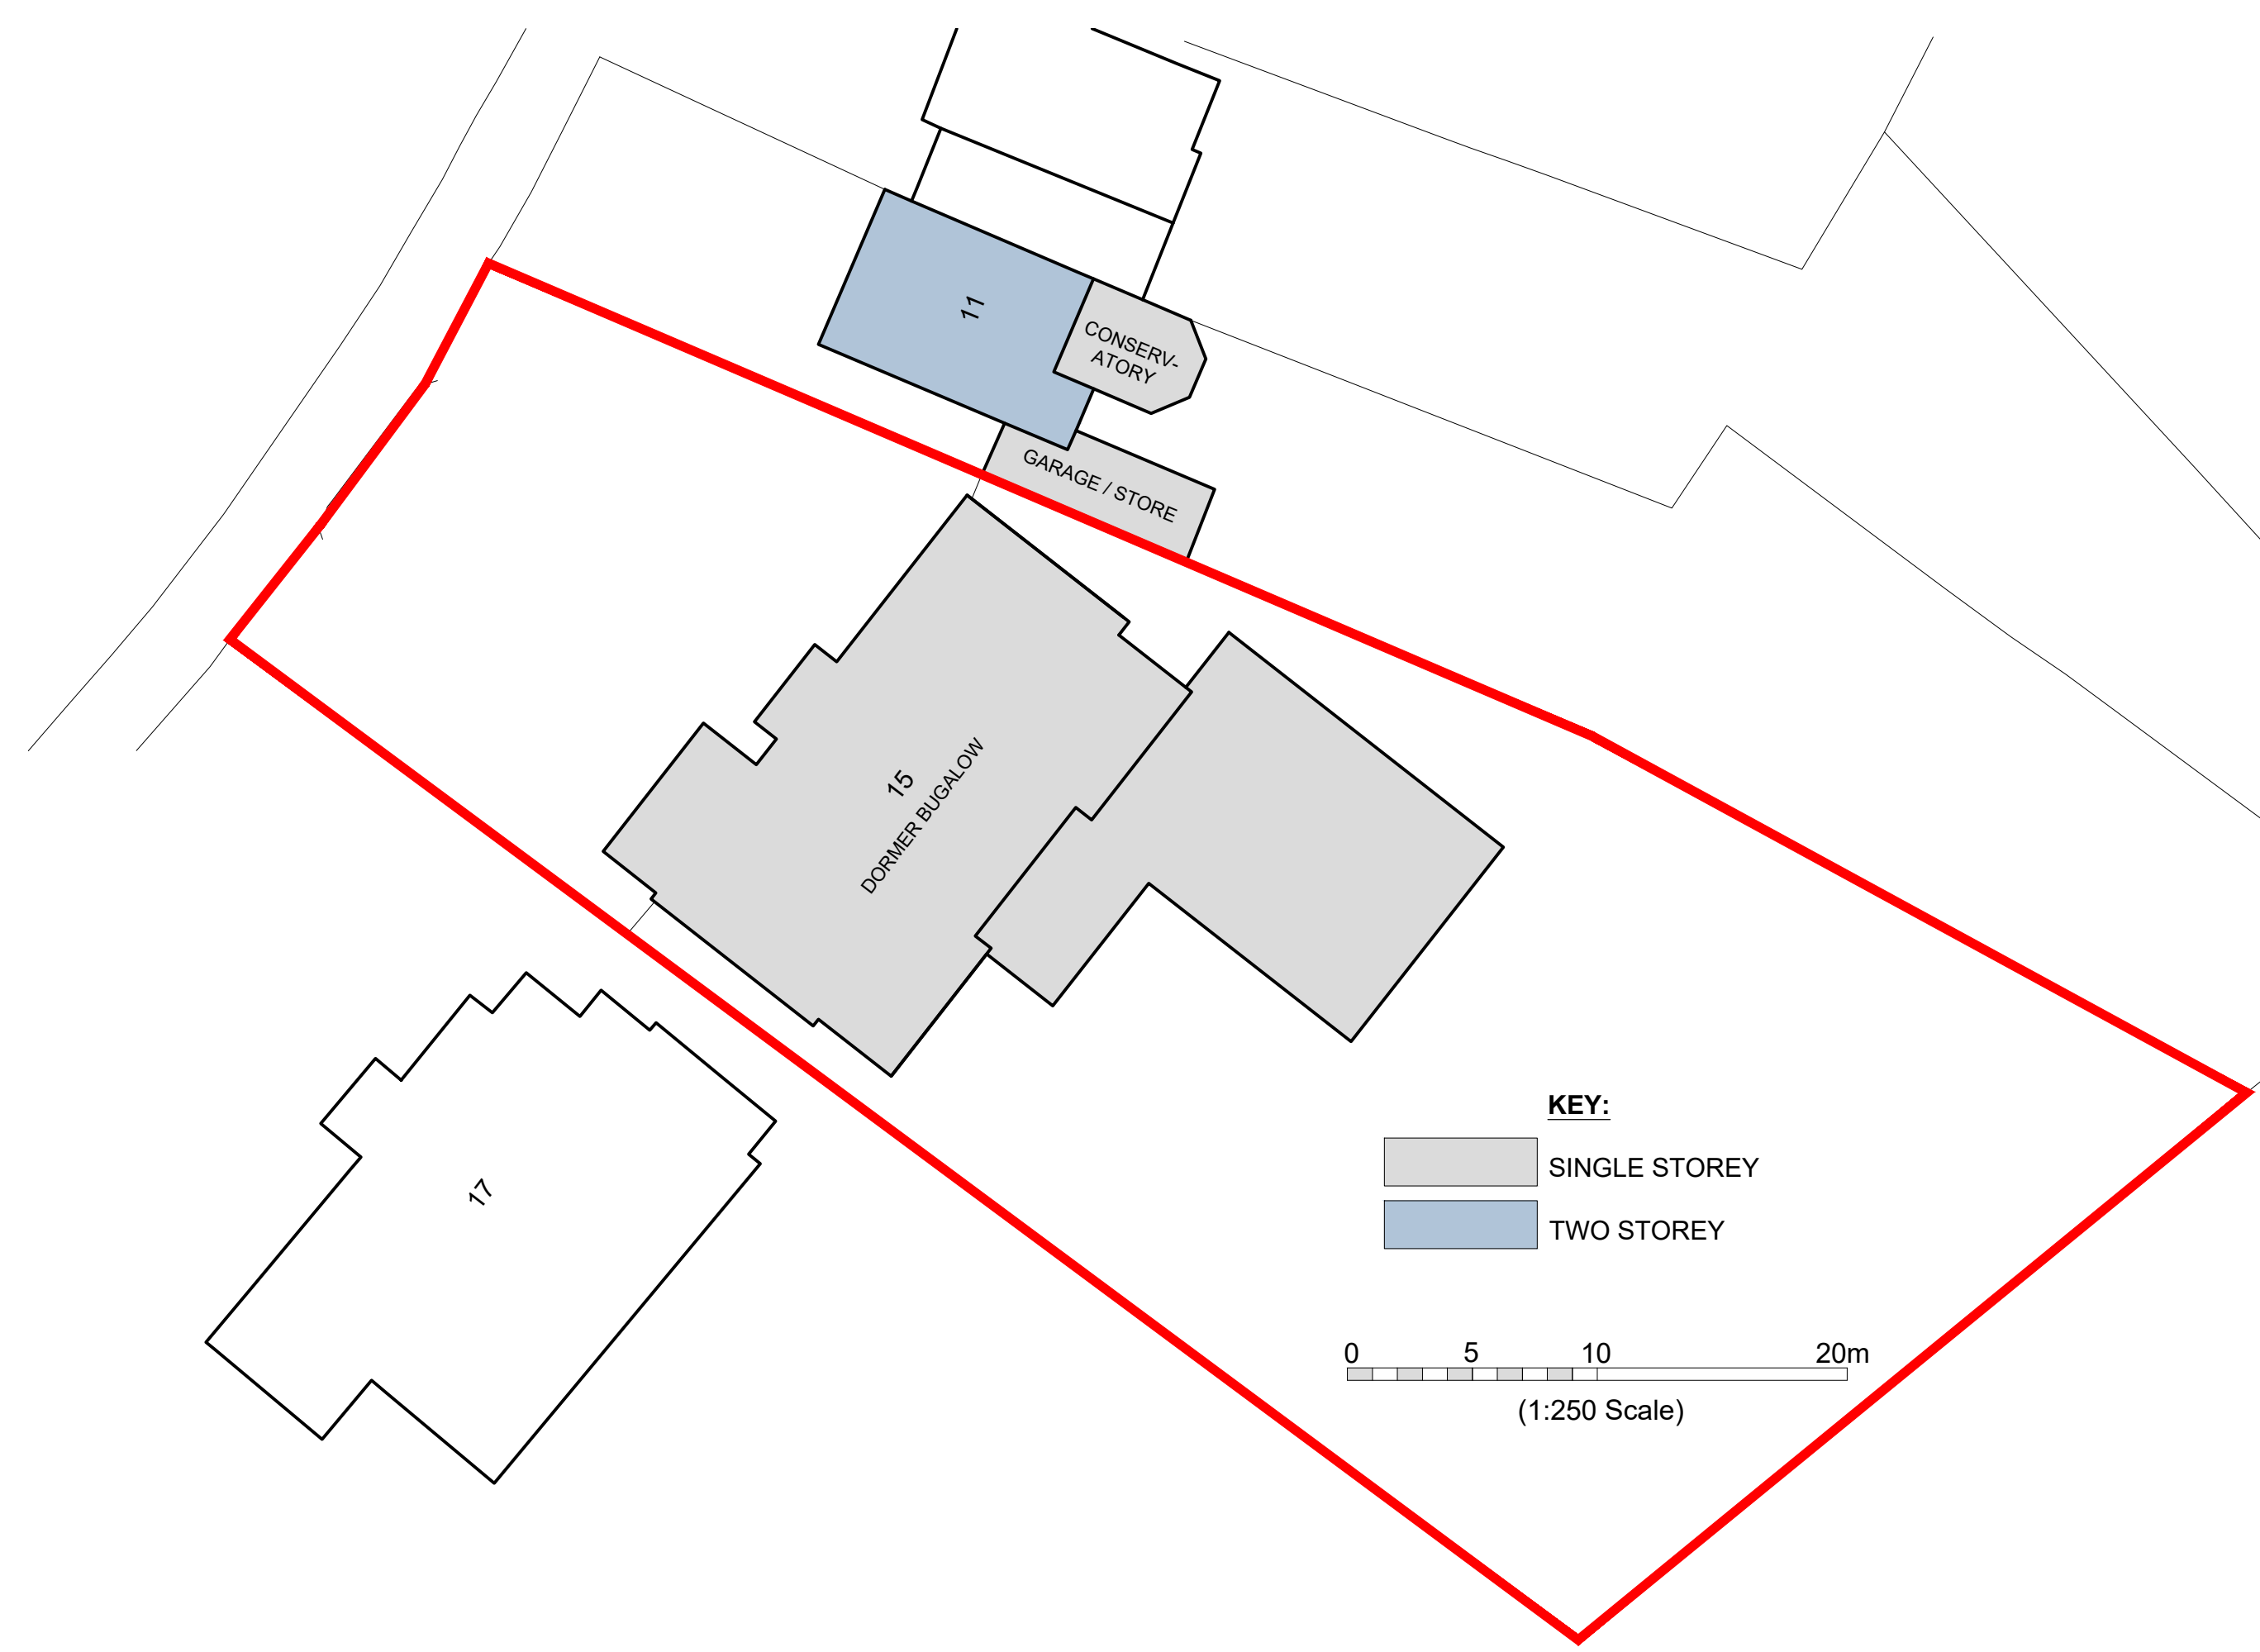 11
CONSERV-
ATORY
GARAGE / STORE
15
DORMER BUGALOW
17
KEY:
SINGLE STOREY
TWO STOREY
0 5 10 20m
(1:250 Scale)